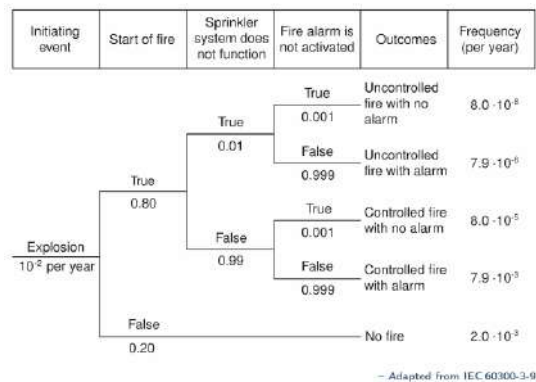 Initiating
event
Start of fire
Sprinkler
system does
not function
Fire alarm is
not activated
Outcomes
Frequency
(per year)
True
0.001
Uncontrolled
fire with no
alarm
8.0 · 10⁻⁸
True
0.01
False
0.999
Uncontrolled
fire with alarm
7.9 · 10⁻⁶
True
0.80
True
0.001
Controlled fire
with no alarm
8.0 · 10⁻⁵
False
0.99
Explosion
10⁻² per year
False
0.999
Controlled fire
with alarm
7.9 · 10⁻³
False
0.20
No fire
2.0 · 10⁻³
– Adapted from IEC 60300-3-9